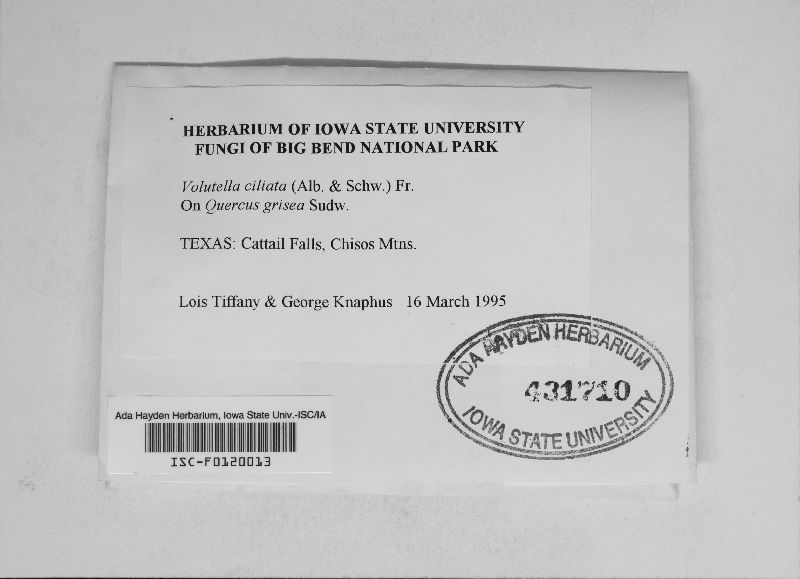 HERBARIUM OF IOWA STATE UNIVERSITY
FUNGI OF BIG BEND NATIONAL PARK
Volutella ciliata (Alb. & Schw.) Fr.
On Quercus grisea Sudw.
TEXAS: Cattail Falls, Chisos Mtns.
Lois Tiffany & George Knaphus 16 March 1995
ADA HAYDEN HERBARIUM
431710
IOWA STATE UNIVERSITY
Ada Hayden Herbarium, Iowa State Univ.-ISC/IA
ISC-F0120013